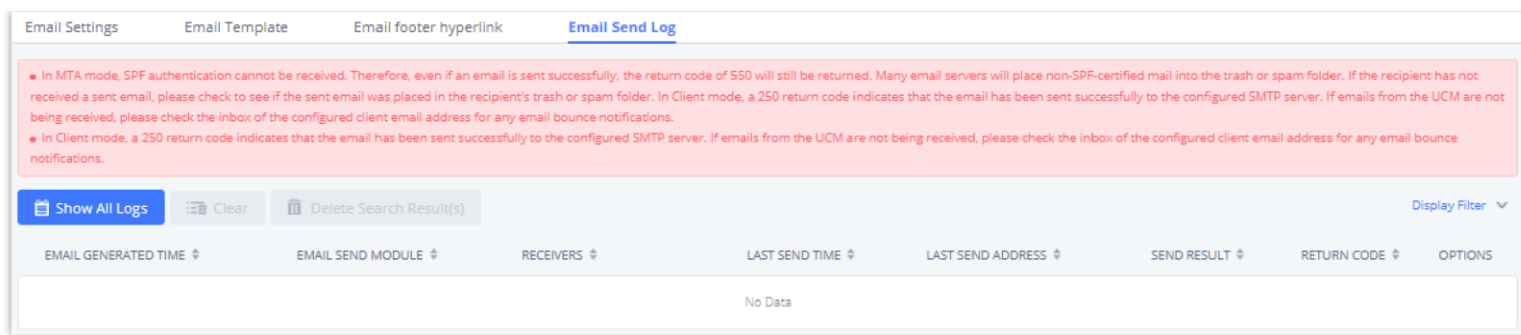 Email Settings Email Template Email footer hyperlink Email Send Log
● In MTA mode, SPF authentication cannot be received. Therefore, even if an email is sent successfully, the return code of 550 will still be returned. Many email servers will place non-SPF-certified mail into the trash or spam folder. If the recipient has not
received a sent email, please check to see if the sent email was placed in the recipient's trash or spam folder. In Client mode, a 250 return code indicates that the email has been sent successfully to the configured SMTP server. If emails from the UCM are not
being received, please check the inbox of the configured client email address for any email bounce notifications.
● In Client mode, a 250 return code indicates that the email has been sent successfully to the configured SMTP server. If emails from the UCM are not being received, please check the inbox of the configured client email address for any email bounce
notifications.
Show All Logs Clear Delete Search Result(s) Display Filter
EMAIL GENERATED TIME EMAIL SEND MODULE RECEIVERS LAST SEND TIME LAST SEND ADDRESS SEND RESULT RETURN CODE OPTIONS
No Data